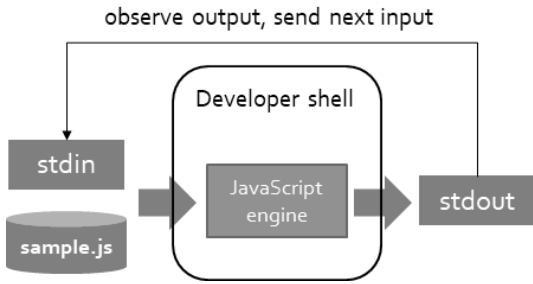 observe output, send next input
Developer shell
stdin
JavaScript
engine
stdout
sample.js